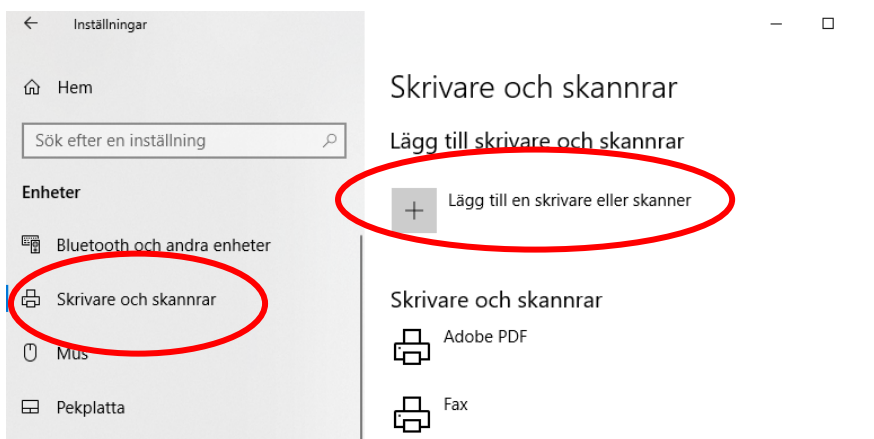 Inställningar
Hem
Sök efter en inställning
Enheter
Bluetooth och andra enheter
Skrivare och skannrar
Mus
Pekplatta
Skrivare och skannrar
Lägg till skrivare och skannrar
Lägg till en skrivare eller skanner
Skrivare och skannrar
Adobe PDF
Fax